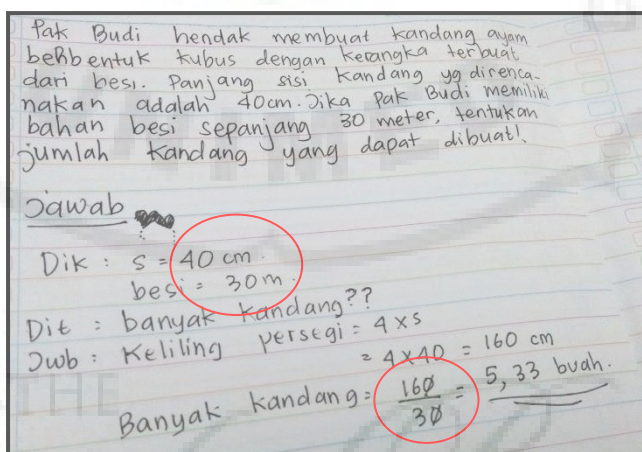 Pak Budi hendak membuat kandang ayam
berbentuk kubus dengan kerangka terbuat
dari besi. Panjang sisi kandang yg direnca-
nakan adalah 40cm. Jika Pak Budi memiliki
bahan besi sepanjang 30 meter, tentukan
jumlah kandang yang dapat dibuat!
Jawab
Dik : s = 40 cm.
besi = 30 m.
Dit : banyak kandang??
Jwb : Keliling persegi = 4 x s
= 4 x 40 = 160 cm
Banyak kandang = 160/30 = 5,33 buah.
THE